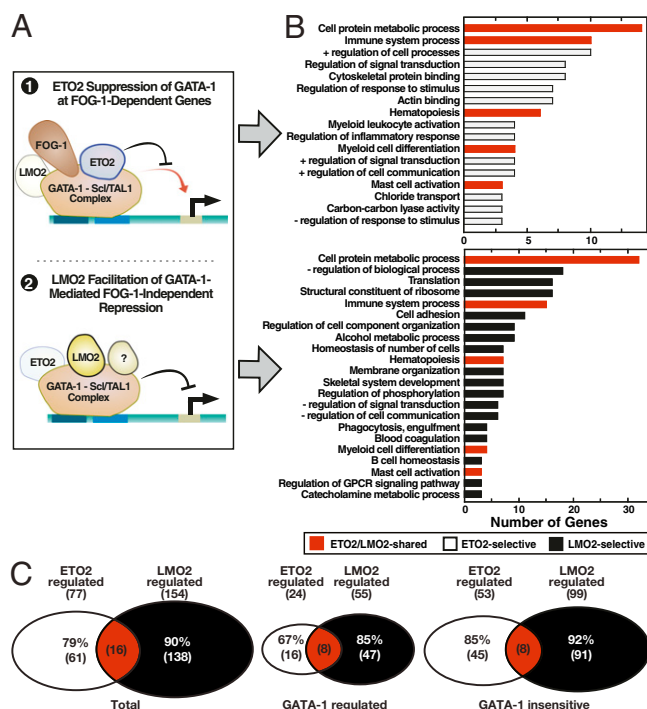 A
1 ETO2 Suppression of GATA-1
at FOG-1-Dependent Genes
FOG-1
LMO2
ETO2
GATA-1 - Scl/TAL1
Complex
2 LMO2 Facilitation of GATA-1-
Mediated FOG-1-Independent
Repression
ETO2
LMO2
?
GATA-1 - Scl/TAL1
Complex
B
Cell protein metabolic process
Immune system process
+ regulation of cell processes
Regulation of signal transduction
Cytoskeletal protein binding
Regulation of response to stimulus
Actin binding
Hematopoiesis
Myeloid leukocyte activation
Regulation of inflammatory response
Myeloid cell differentiation
+ regulation of signal transduction
+ regulation of cell communication
Mast cell activation
Chloride transport
Carbon-carbon lyase activity
- regulation of response to stimulus
0 5 10
Cell protein metabolic process
- regulation of biological process
Translation
Structural constituent of ribosome
Immune system process
Cell adhesion
Regulation of cell component organization
Alcohol metabolic process
Homeostasis of number of cells
Hematopoiesis
Membrane organization
Skeletal system development
Regulation of phosphorylation
- regulation of signal transduction
- regulation of cell communication
Phagocytosis, engulfment
Blood coagulation
Myeloid cell differentiation
B cell homeostasis
Mast cell activation
Regulation of GPCR signaling pathway
Catecholamine metabolic process
0 10 20 30
Number of Genes
ETO2/LMO2-shared ETO2-selective LMO2-selective
C
ETO2
regulated
(77)
LMO2
regulated
(154)
79%
(61)
(16)
90%
(138)
Total
ETO2
regulated
(24)
LMO2
regulated
(55)
67%
(16)
(8)
85%
(47)
GATA-1 regulated
ETO2
regulated
(53)
LMO2
regulated
(99)
85%
(45)
(8)
92%
(91)
GATA-1 insensitive